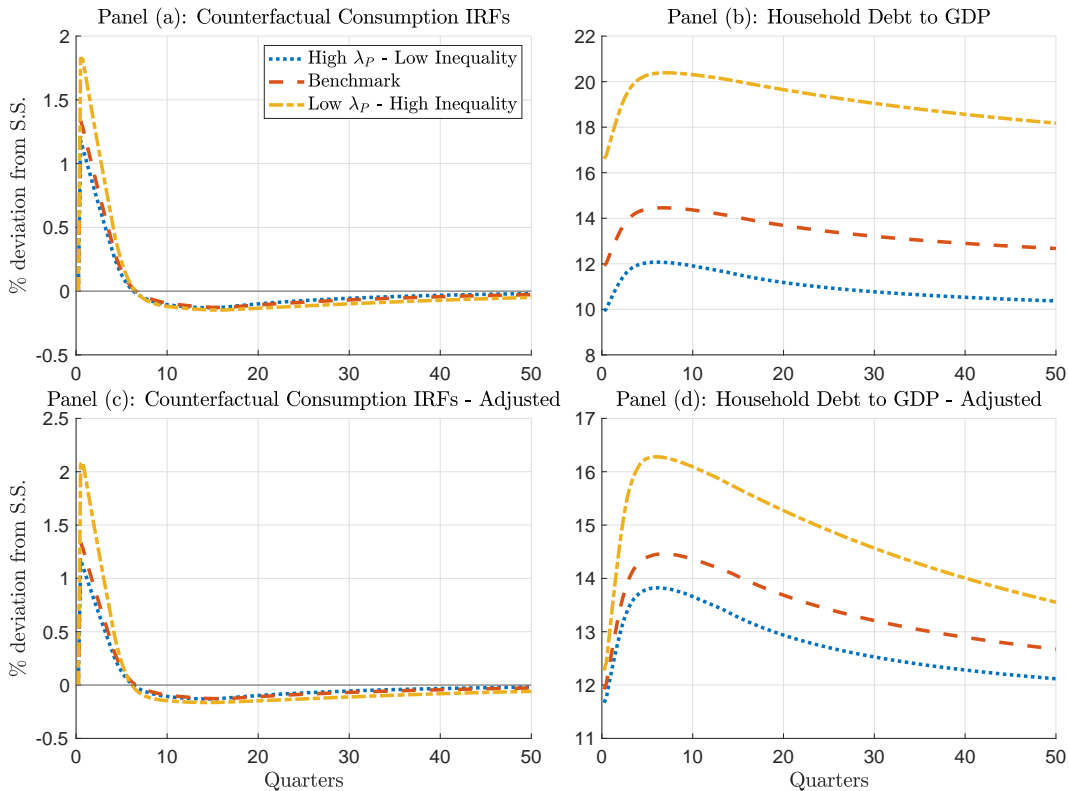 Panel (a): Counterfactual Consumption IRFs
% deviation from S.S.
2
1.5
1
0.5
0
-0.5
0 10 20 30 40 50
High λP - Low Inequality
Benchmark
Low λP - High Inequality
Panel (b): Household Debt to GDP
22
20
18
16
14
12
10
8
0 10 20 30 40 50
Panel (c): Counterfactual Consumption IRFs - Adjusted
% deviation from S.S.
2.5
2
1.5
1
0.5
0
-0.5
0 10 20 30 40 50
Quarters
Panel (d): Household Debt to GDP - Adjusted
17
16
15
14
13
12
11
0 10 20 30 40 50
Quarters